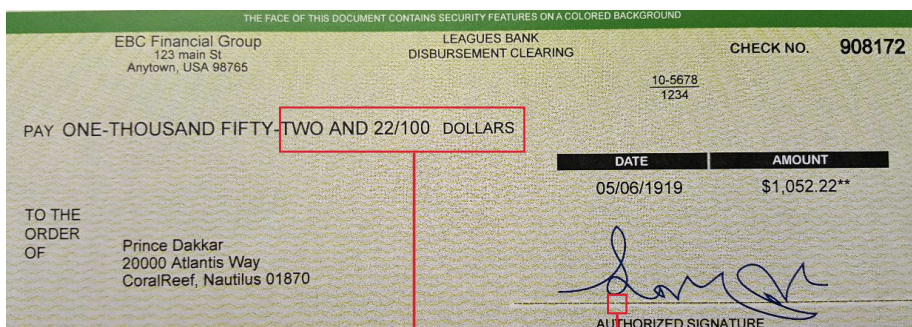 THE FACE OF THIS DOCUMENT CONTAINS SECURITY FEATURES ON A COLORED BACKGROUND
EBC Financial Group
123 main St
Anytown, USA 98765
LEAGUES BANK
DISBURSEMENT CLEARING
CHECK NO. 908172
10-5678
1234
PAY ONE-THOUSAND FIFTY-TWO AND 22/100 DOLLARS
DATE AMOUNT
05/06/1919 $1,052.22**
TO THE
ORDER
OF
Prince Dakkar
20000 Atlantis Way
CoralReef, Nautilus 01870
AUTHORIZED SIGNATURE